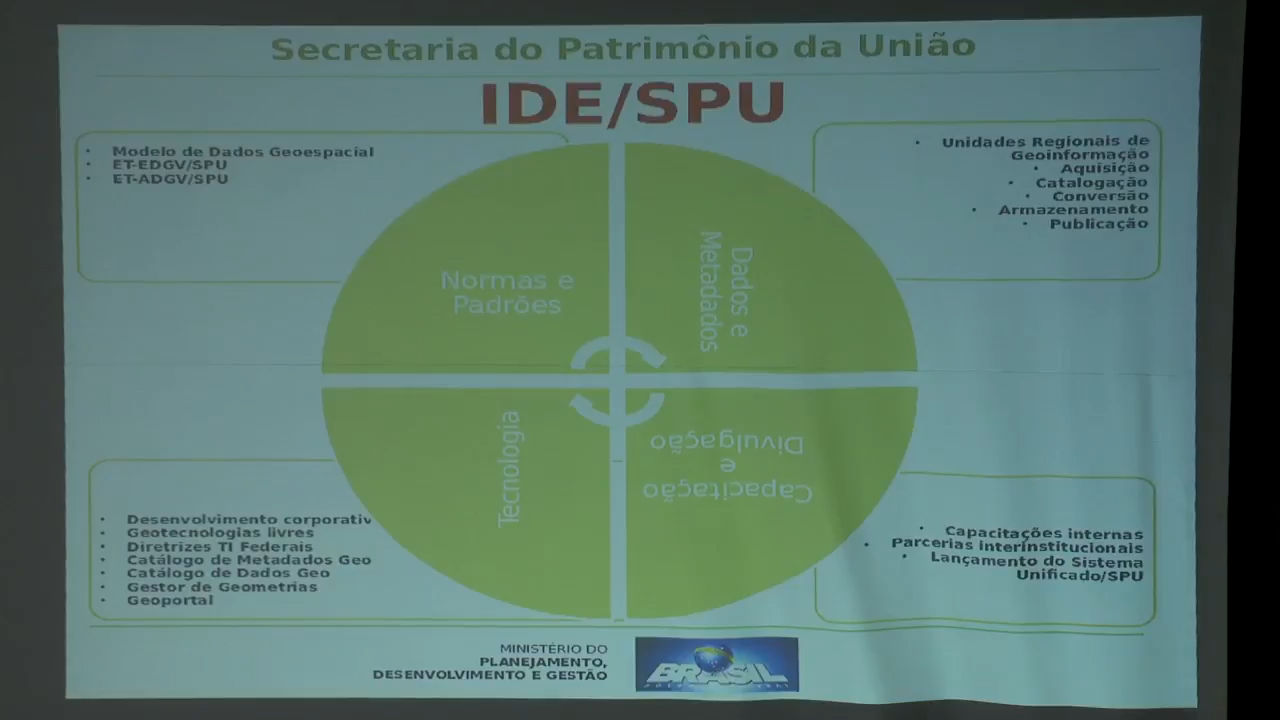 Secretaria do Patrimônio da União
IDE/SPU
• Modelo de Dados Geoespacial
• ET-EDGV/SPU
• ET-ADGV/SPU
• Unidades Regionais de
Geoinformação
• Aquisição
• Catalogação
• Conversão
• Armazenamento
• Publicação
Normas e
Padrões
Dados e
Metadados
Tecnologia
Capacitação
e
Divulgação
• Desenvolvimento corporativ
• Geotecnologias livres
• Diretrizes TI Federais
• Catálogo de Metadados Geo
• Catálogo de Dados Geo
• Gestor de Geometrias
• Geoportal
• Capacitações internas
• Parcerias interinstitucionais
• Lançamento do Sistema
Unificado/SPU
MINISTÉRIO DO
PLANEJAMENTO,
DESENVOLVIMENTO E GESTÃO
BRASIL